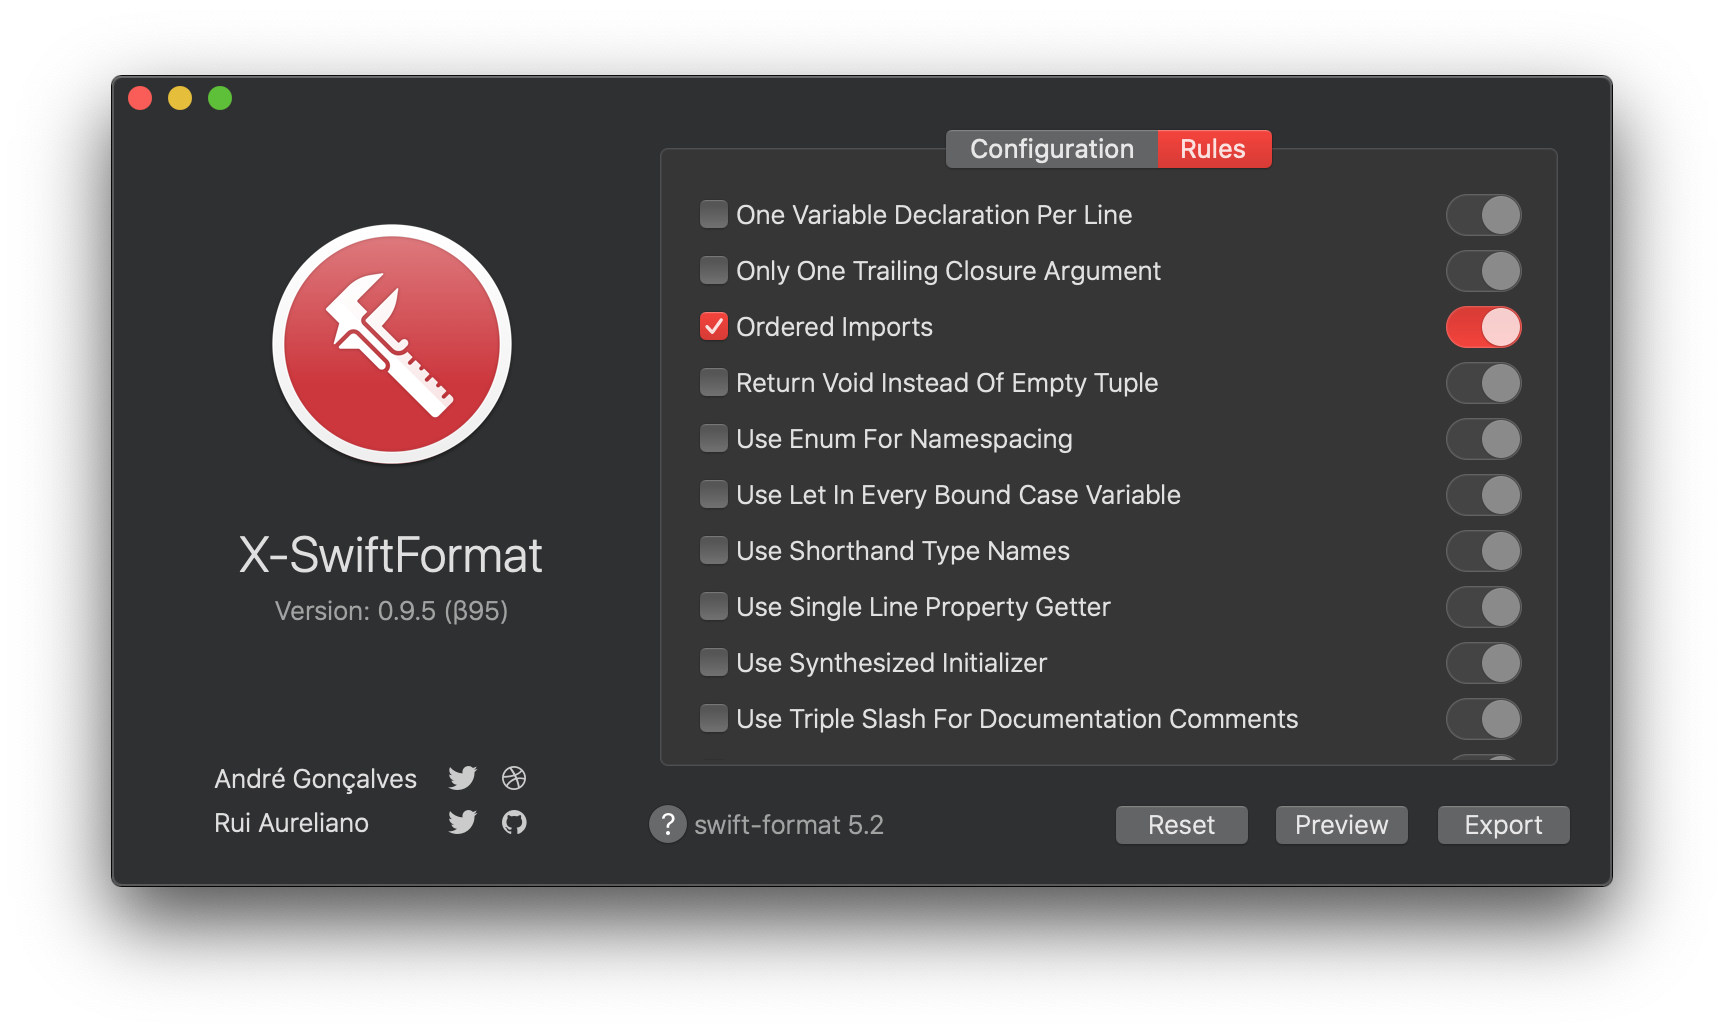 Configuration Rules
One Variable Declaration Per Line
Only One Trailing Closure Argument
Ordered Imports
Return Void Instead Of Empty Tuple
Use Enum For Namespacing
Use Let In Every Bound Case Variable
Use Shorthand Type Names
Use Single Line Property Getter
Use Synthesized Initializer
Use Triple Slash For Documentation Comments
X-SwiftFormat
Version: 0.9.5 (β95)
André Gonçalves
Rui Aureliano
? swift-format 5.2
Reset Preview Export